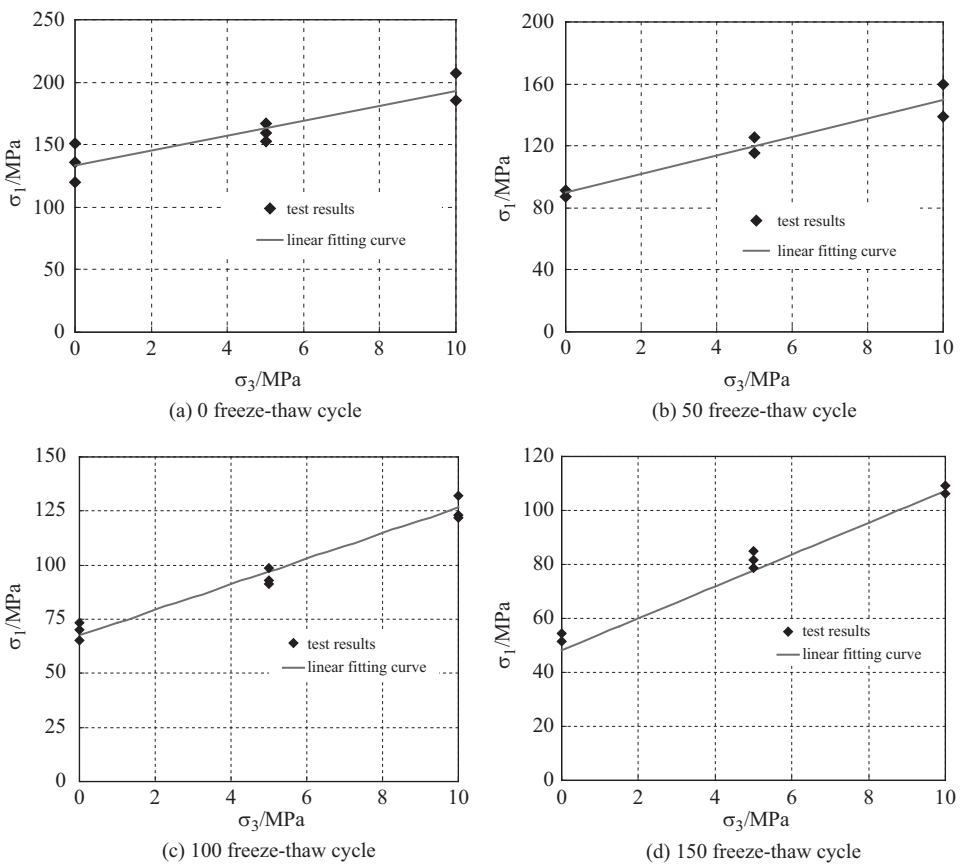 250
200
150
100
50
0
σ1/MPa
test results
linear fitting curve
0 2 4 6 8 10
σ3/MPa
(a) 0 freeze-thaw cycle
200
160
120
80
40
0
σ1/MPa
test results
linear fitting curve
0 2 4 6 8 10
σ3/MPa
(b) 50 freeze-thaw cycle
150
125
100
75
50
25
0
σ1/MPa
test results
linear fitting curve
0 2 4 6 8 10
σ3/MPa
(c) 100 freeze-thaw cycle
120
100
80
60
40
20
0
σ1/MPa
test results
linear fitting curve
0 2 4 6 8 10
σ3/MPa
(d) 150 freeze-thaw cycle